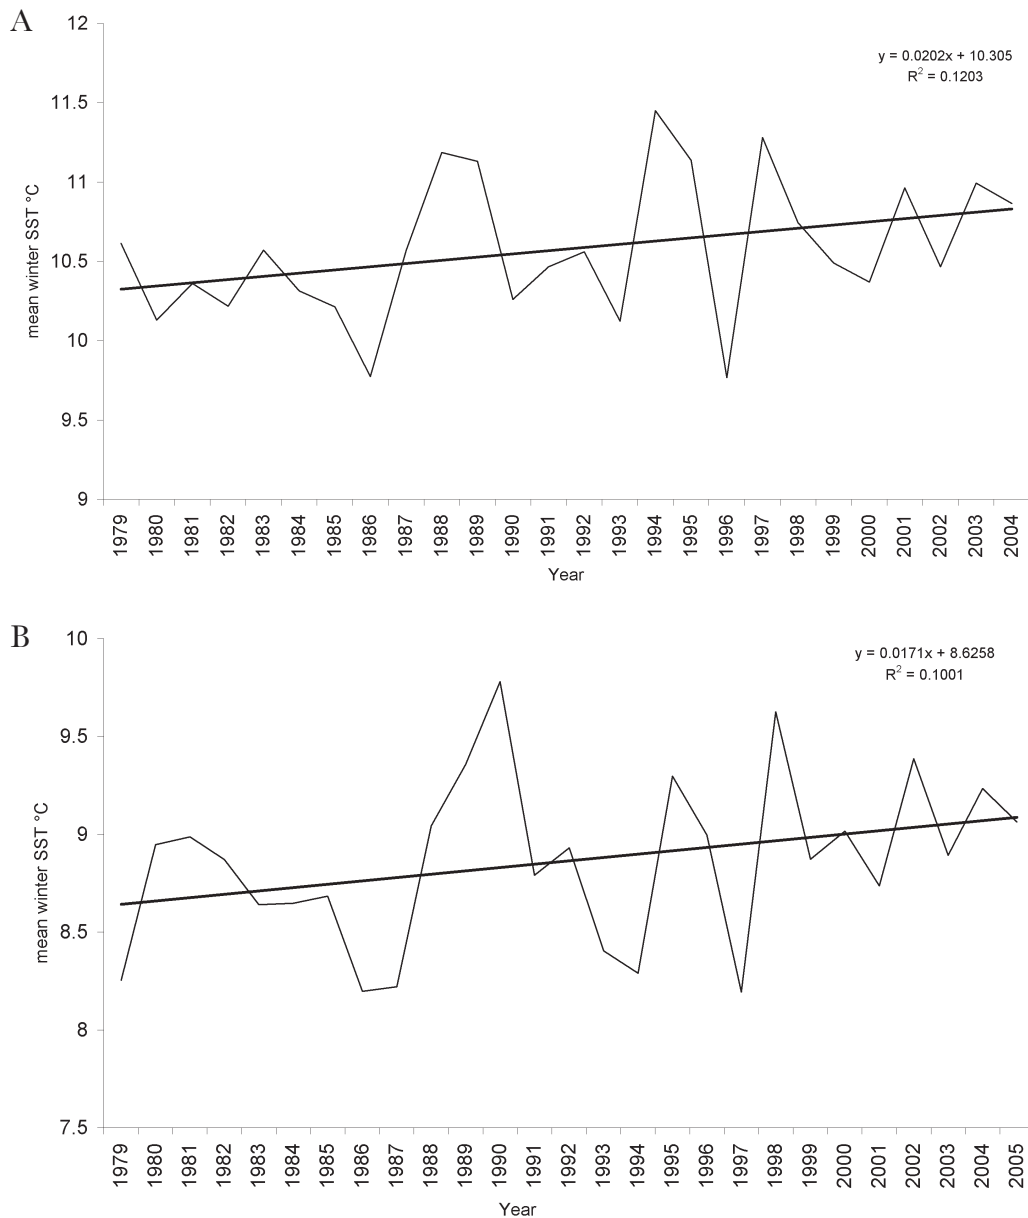 A
12
11.5
11
10.5
10
9.5
9
mean winter SST °C
y = 0.0202x + 10.305
R² = 0.1203
1979 1980 1981 1982 1983 1984 1985 1986 1987 1988 1989 1990 1991 1992 1993 1994 1995 1996 1997 1998 1999 2000 2001 2002 2003 2004
Year
B
10
9.5
9
8.5
8
7.5
mean winter SST °C
y = 0.0171x + 8.6258
R² = 0.1001
1979 1980 1981 1982 1983 1984 1985 1986 1987 1988 1989 1990 1991 1992 1993 1994 1995 1996 1997 1998 1999 2000 2001 2002 2003 2004 2005
Year